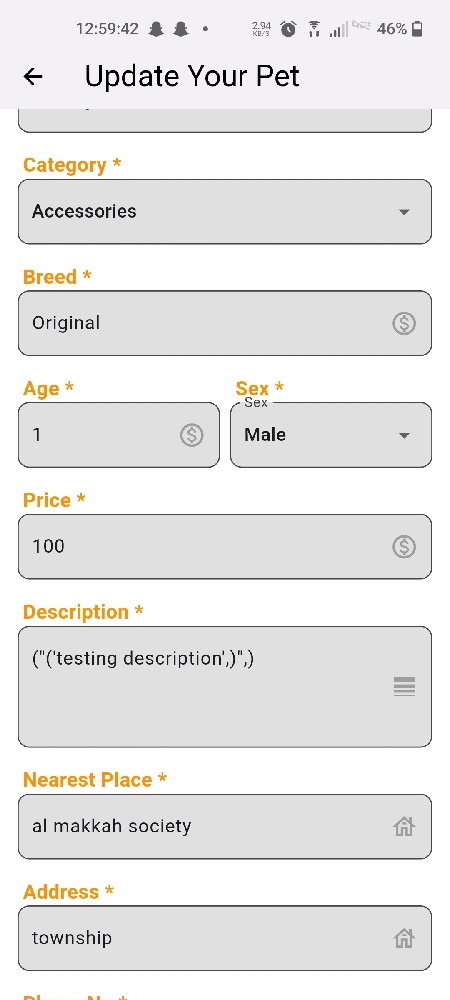 12:59:42
2.94
KB/S
46%
Update Your Pet
Category *
Accessories
Breed *
Original
Age *
Sex *
Sex
1
Male
Price *
100
Description *
("('testing description',)",)
Nearest Place *
al makkah society
Address *
township